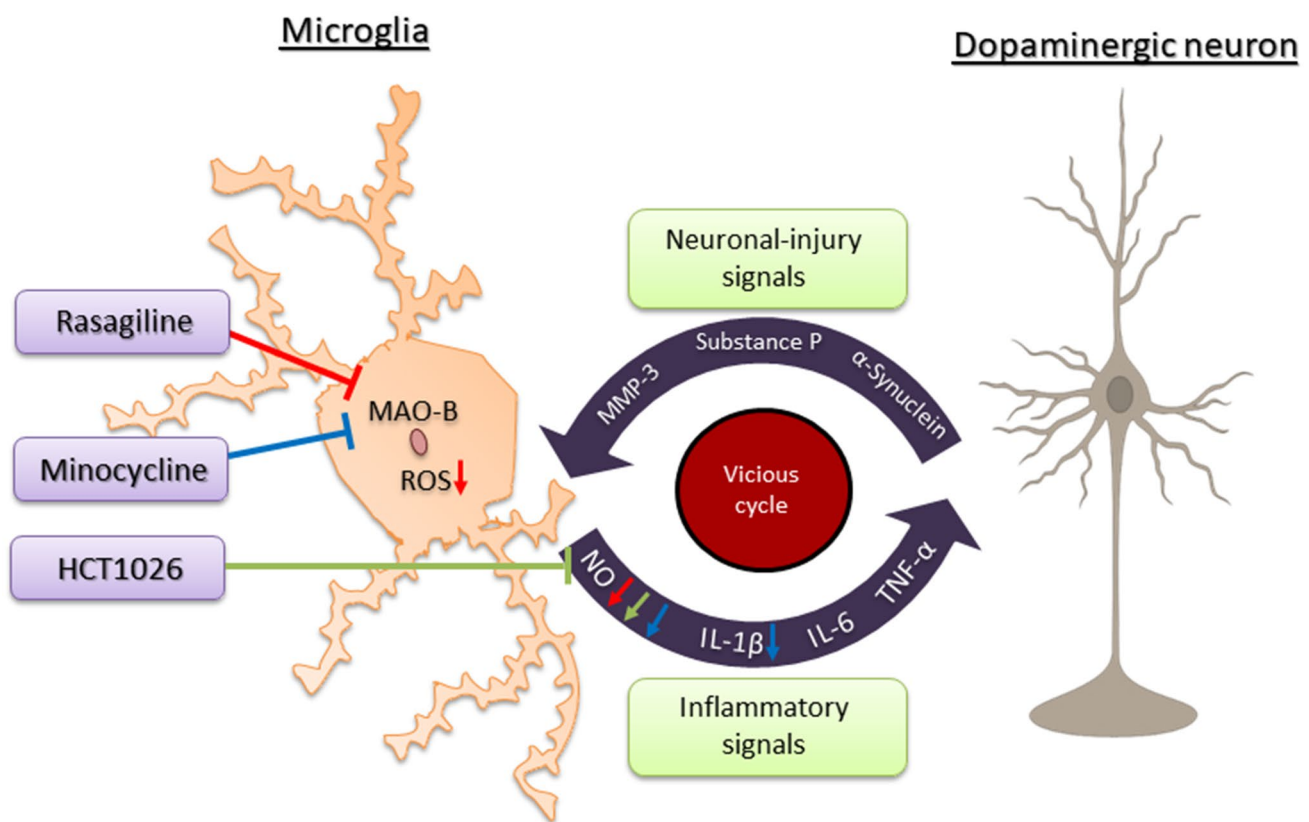 Microglia
Dopaminergic neuron
Neuronal-injury
signals
Rasagiline
Substance P
MMP-3
α-Synuclein
MAO-B
Minocycline
ROS
Vicious
cycle
HCT1026
NO
IL-1β
IL-6
TNF-α
Inflammatory
signals